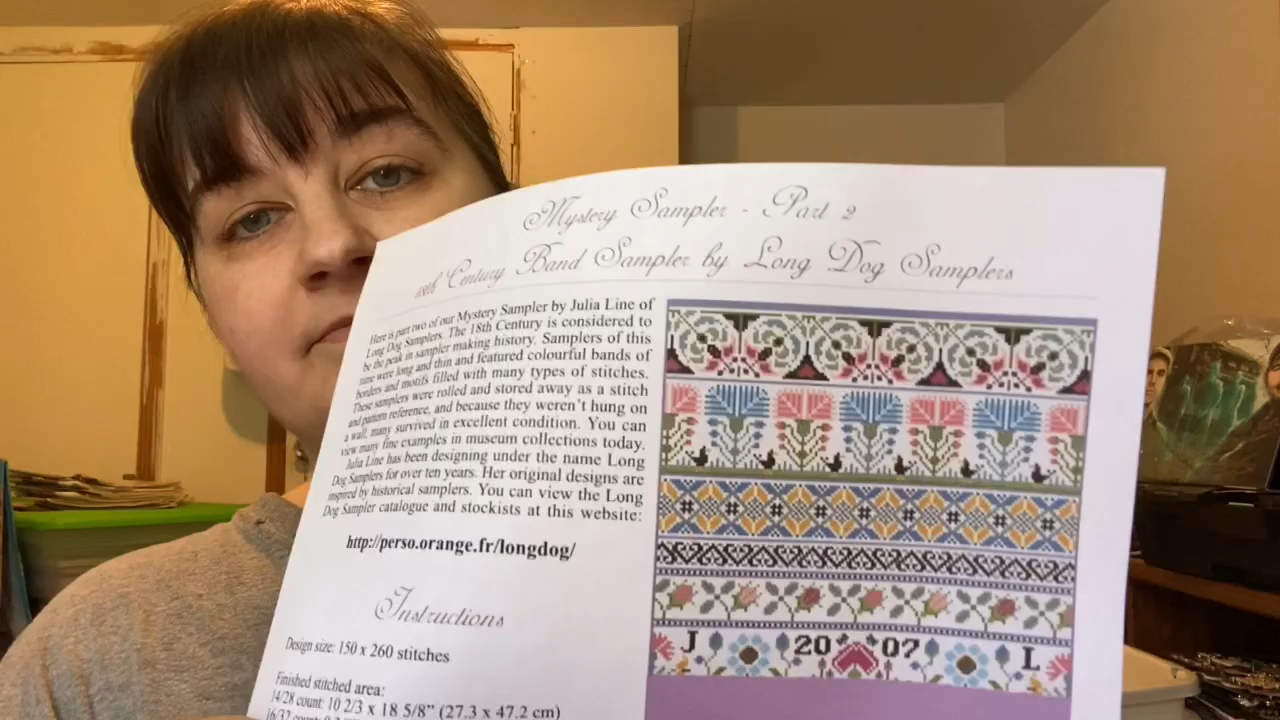 Mystery Sampler - Part 2
18th Century Band Sampler by Long Dog Samplers
Here is part two of our Mystery Sampler by Julia Line of
Long Dog Samplers. The 18th Century is considered to
be the peak in sampler making history. Samplers of this
time were long and thin and featured colourful bands of
borders and motifs filled with many types of stitches.
These samplers were rolled and stored away as a stitch
and pattern reference, and because they weren't hung on
a wall, many survived in excellent condition. You can
view many fine examples in museum collections today.
Julia Line has been designing under the name Long
Dog Samplers for over ten years. Her original designs are
inspired by historical samplers. You can view the Long
Dog Sampler catalogue and stockists at this website:
http://perso.orange.fr/longdog/
Instructions
Design size: 150 x 260 stitches
Finished stitched area:
14/28 count: 10 2/3 x 18 5/8" (27.3 x 47.2 cm)
16/32 count:
J 20 07 L